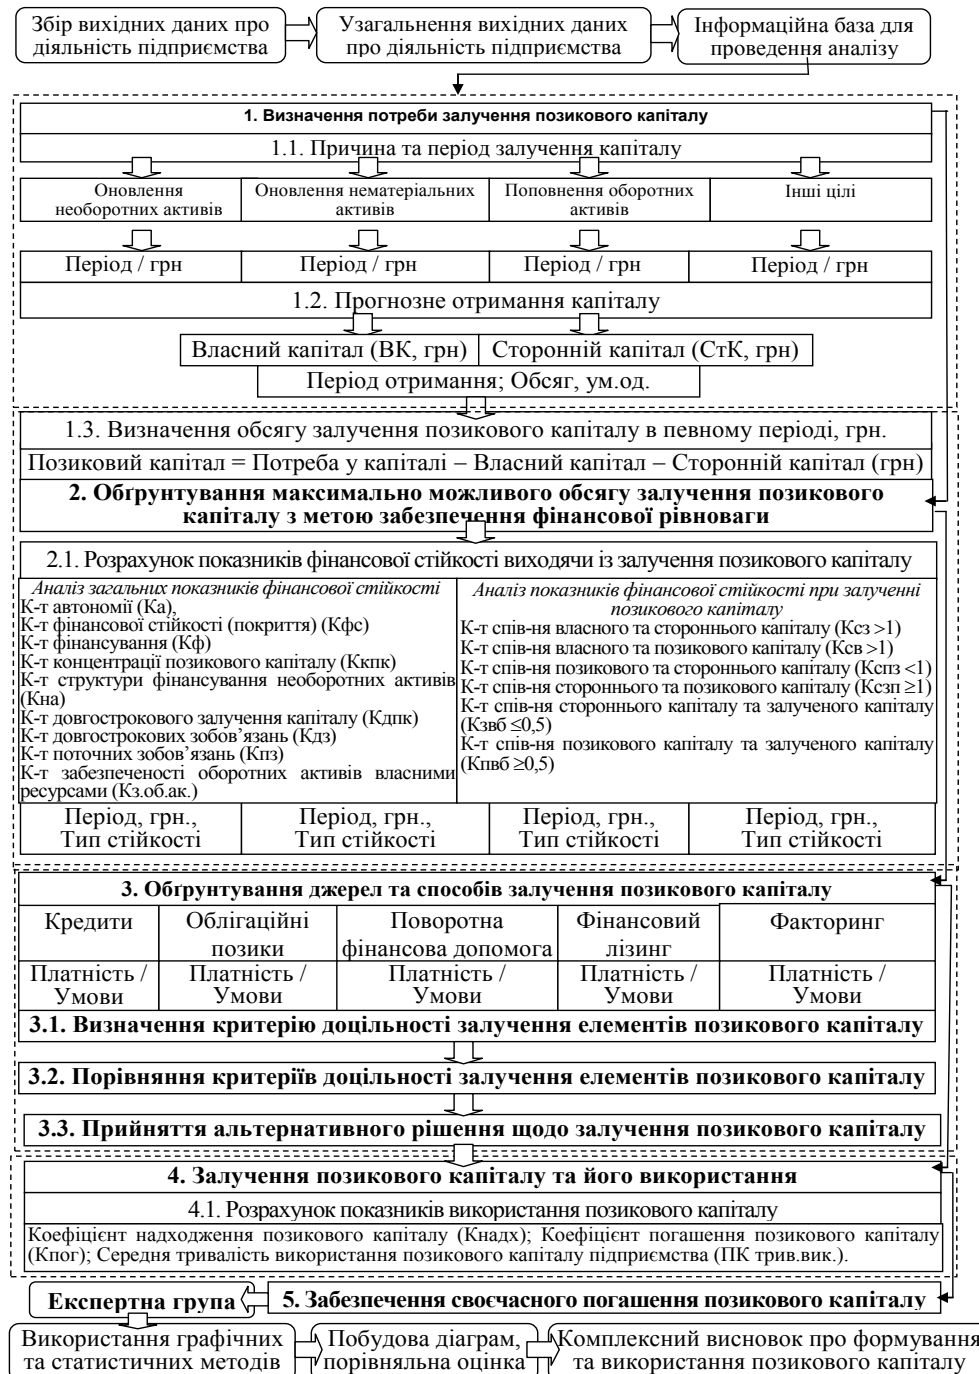 Збір вихідних даних про
діяльність підприємства
Узагальнення вихідних даних
про діяльність підприємства
Інформаційна база для
проведення аналізу
1. Визначення потреби залучення позикового капіталу
1.1. Причина та період залучення капіталу
Оновлення
необоротних активів
Оновлення нематеріальних
активів
Поповнення оборотних
активів
Інші цілі
Період / грн
Період / грн
Період / грн
Період / грн
1.2. Прогнозне отримання капіталу
Власний капітал (ВК, грн)
Сторонній капітал (СтК, грн)
Період отримання; Обсяг, ум.од.
1.3. Визначення обсягу залучення позикового капіталу в певному періоді, грн.
Позиковий капітал = Потреба у капіталі – Власний капітал – Сторонній капітал (грн)
2. Обґрунтування максимально можливого обсягу залучення позикового
капіталу з метою забезпечення фінансової рівноваги
2.1. Розрахунок показників фінансової стійкості виходячи із залучення позикового капіталу
Аналіз загальних показників фінансової стійкості
К-т автономії (Ка),
К-т фінансової стійкості (покриття) (Кфс)
К-т фінансування (Кф)
К-т концентрації позикового капіталу (Ккпк)
К-т структури фінансування необоротних активів
(Кна)
К-т довгострокового залучення капіталу (Кдпк)
К-т довгострокових зобов’язань (Кдз)
К-т поточних зобов’язань (Кпз)
К-т забезпеченості оборотних активів власними
ресурсами (Кз.об.ак.)
Аналіз показників фінансової стійкості при залученні
позикового капіталу
К-т спів-ня власного та стороннього капіталу (Ксз >1)
К-т спів-ня власного та позикового капіталу (Ксв >1)
К-т спів-ня позикового та стороннього капіталу (Кспз <1)
К-т спів-ня стороннього та позикового капіталу (Ксзп ≥1)
К-т спів-ня стороннього капіталу та залученого капіталу
(Кзвб ≤0,5)
К-т спів-ня позикового капіталу та залученого капіталу
(Кпвб ≥0,5)
Період, грн.,
Тип стійкості
Період, грн.,
Тип стійкості
Період, грн.,
Тип стійкості
Період, грн.,
Тип стійкості
3. Обґрунтування джерел та способів залучення позикового капіталу
Кредити
Облігаційні
позики
Поворотна
фінансова допомога
Фінансовий
лізинг
Факторинг
Платність /
Умови
Платність /
Умови
Платність /
Умови
Платність /
Умови
Платність /
Умови
3.1. Визначення критерію доцільності залучення елементів позикового капіталу
3.2. Порівняння критеріїв доцільності залучення елементів позикового капіталу
3.3. Прийняття альтернативного рішення щодо залучення позикового капіталу
4. Залучення позикового капіталу та його використання
4.1. Розрахунок показників використання позикового капіталу
Коефіцієнт надходження позикового капіталу (Кнадх); Коефіцієнт погашення позикового капіталу
(Кпог); Середня тривалість використання позикового капіталу підприємства (ПК трив.вик.).
Експертна група
5. Забезпечення своєчасного погашення позикового капіталу
Використання графічних
та статистичних методів
Побудова діаграм,
порівняльна оцінка
Комплексний висновок про формування
та використання позикового капіталу